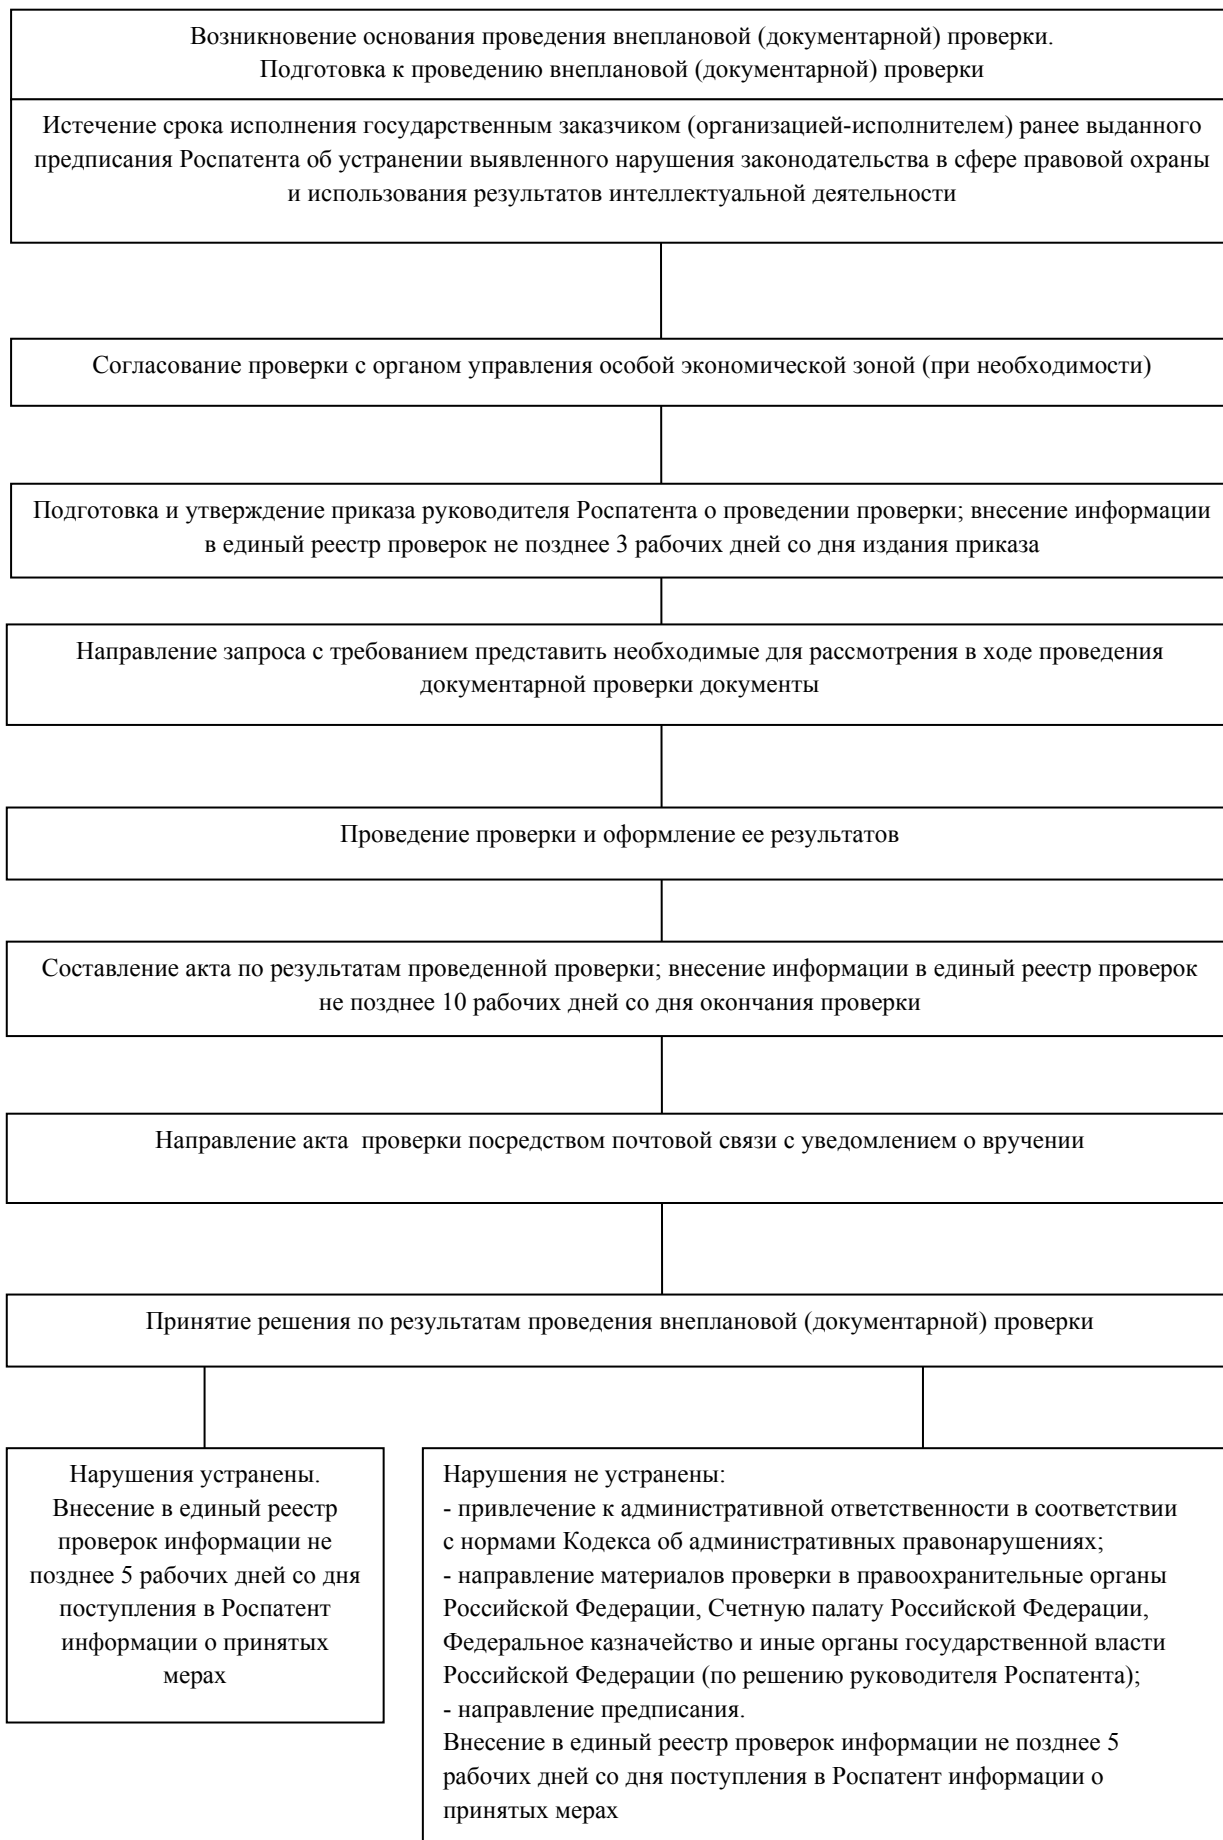 Возникновение основания проведения внеплановой (документарной) проверки.
Подготовка к проведению внеплановой (документарной) проверки
Истечение срока исполнения государственным заказчиком (организацией-исполнителем) ранее выданного
предписания Роспатента об устранении выявленного нарушения законодательства в сфере правовой охраны
и использования результатов интеллектуальной деятельности
Согласование проверки с органом управления особой экономической зоной (при необходимости)
Подготовка и утверждение приказа руководителя Роспатента о проведении проверки; внесение информации
в единый реестр проверок не позднее 3 рабочих дней со дня издания приказа
Направление запроса с требованием представить необходимые для рассмотрения в ходе проведения
документарной проверки документы
Проведение проверки и оформление ее результатов
Составление акта по результатам проведенной проверки; внесение информации в единый реестр проверок
не позднее 10 рабочих дней со дня окончания проверки
Направление акта  проверки посредством почтовой связи с уведомлением о вручении
Принятие решения по результатам проведения внеплановой (документарной) проверки
Нарушения устранены.
Внесение в единый реестр
проверок информации не
позднее 5 рабочих дней со дня
поступления в Роспатент
информации о принятых
мерах
Нарушения не устранены:
- привлечение к административной ответственности в соответствии
с нормами Кодекса об административных правонарушениях;
- направление материалов проверки в правоохранительные органы
Российской Федерации, Счетную палату Российской Федерации,
Федеральное казначейство и иные органы государственной власти
Российской Федерации (по решению руководителя Роспатента);
- направление предписания.
Внесение в единый реестр проверок информации не позднее 5
рабочих дней со дня поступления в Роспатент информации о
принятых мерах